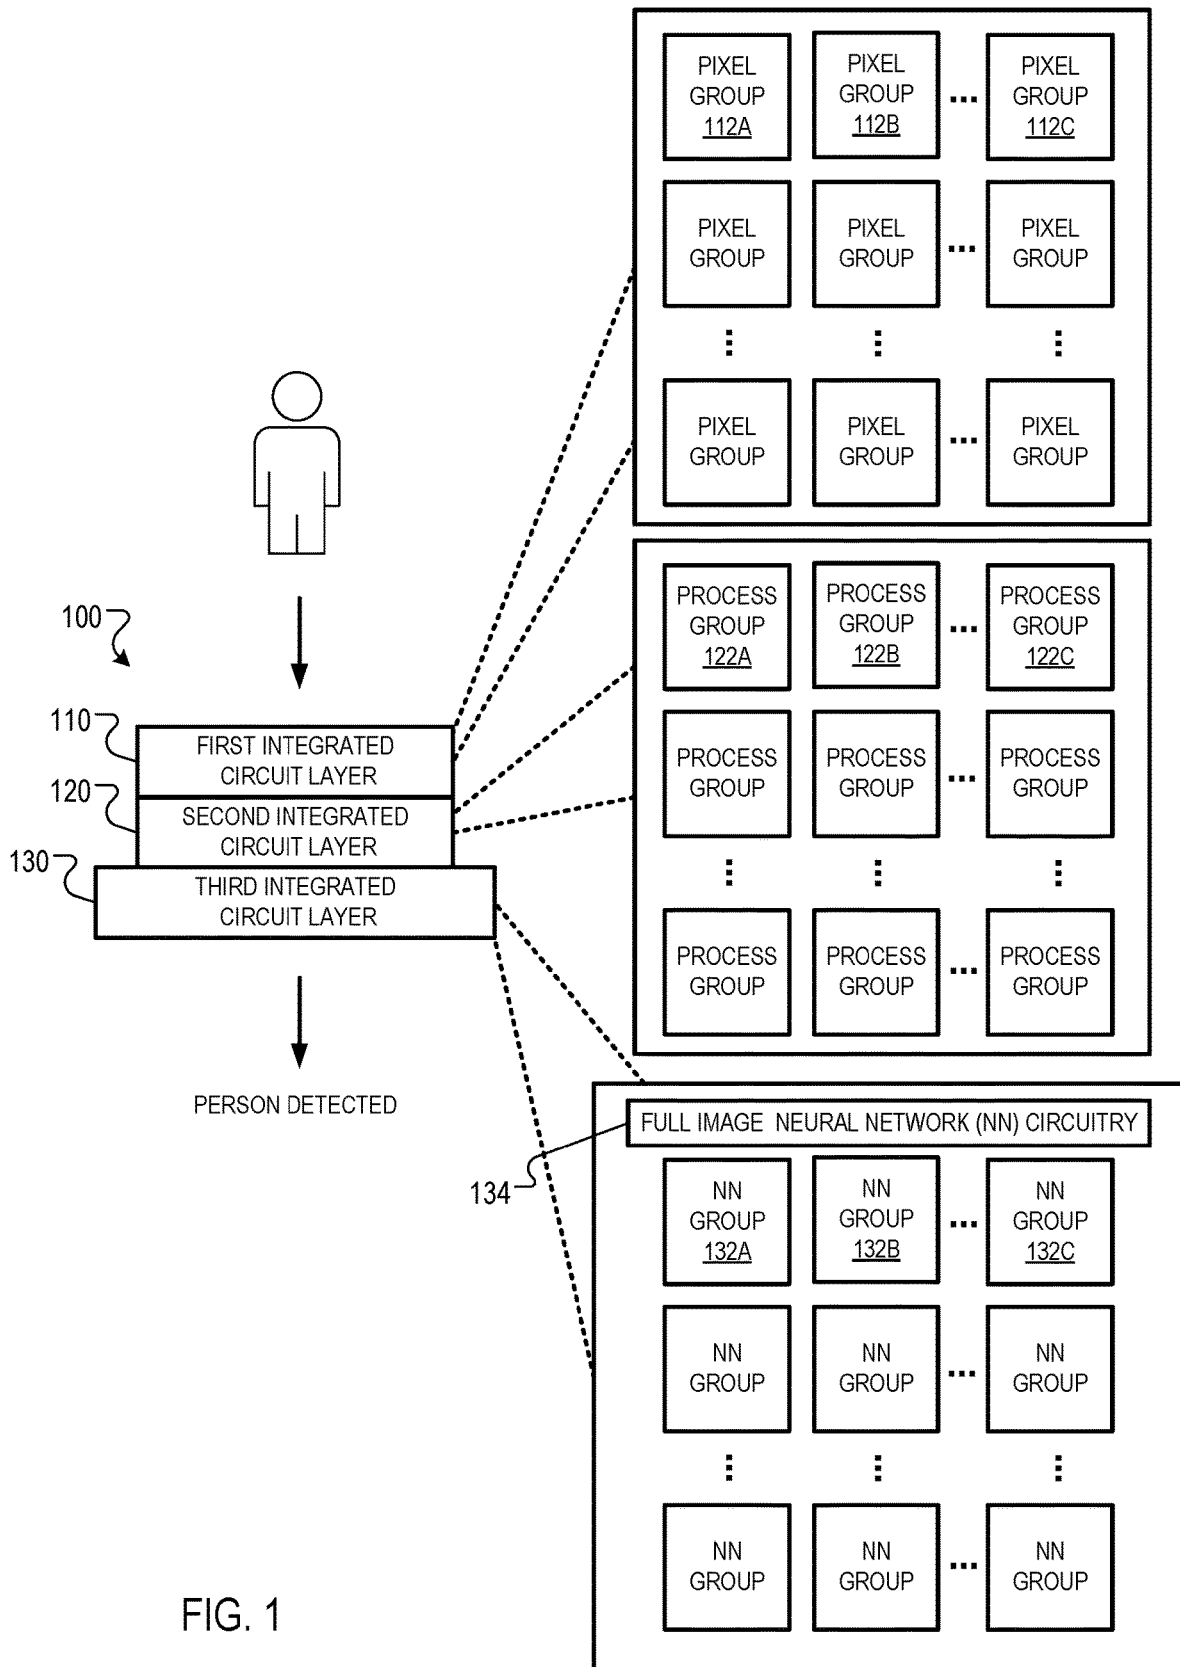 PIXEL
GROUP
112A
PIXEL
GROUP
112B
PIXEL
GROUP
112C
PIXEL
GROUP
PIXEL
GROUP
PIXEL
GROUP
PIXEL
GROUP
PIXEL
GROUP
PIXEL
GROUP
100
110
FIRST INTEGRATED
CIRCUIT LAYER
120
SECOND INTEGRATED
CIRCUIT LAYER
130
THIRD INTEGRATED
CIRCUIT LAYER
PERSON DETECTED
PROCESS
GROUP
122A
PROCESS
GROUP
122B
PROCESS
GROUP
122C
PROCESS
GROUP
PROCESS
GROUP
PROCESS
GROUP
PROCESS
GROUP
PROCESS
GROUP
PROCESS
GROUP
FULL IMAGE NEURAL NETWORK (NN) CIRCUITRY
134
NN
GROUP
132A
NN
GROUP
132B
NN
GROUP
132C
NN
GROUP
NN
GROUP
NN
GROUP
NN
GROUP
NN
GROUP
NN
GROUP
FIG. 1